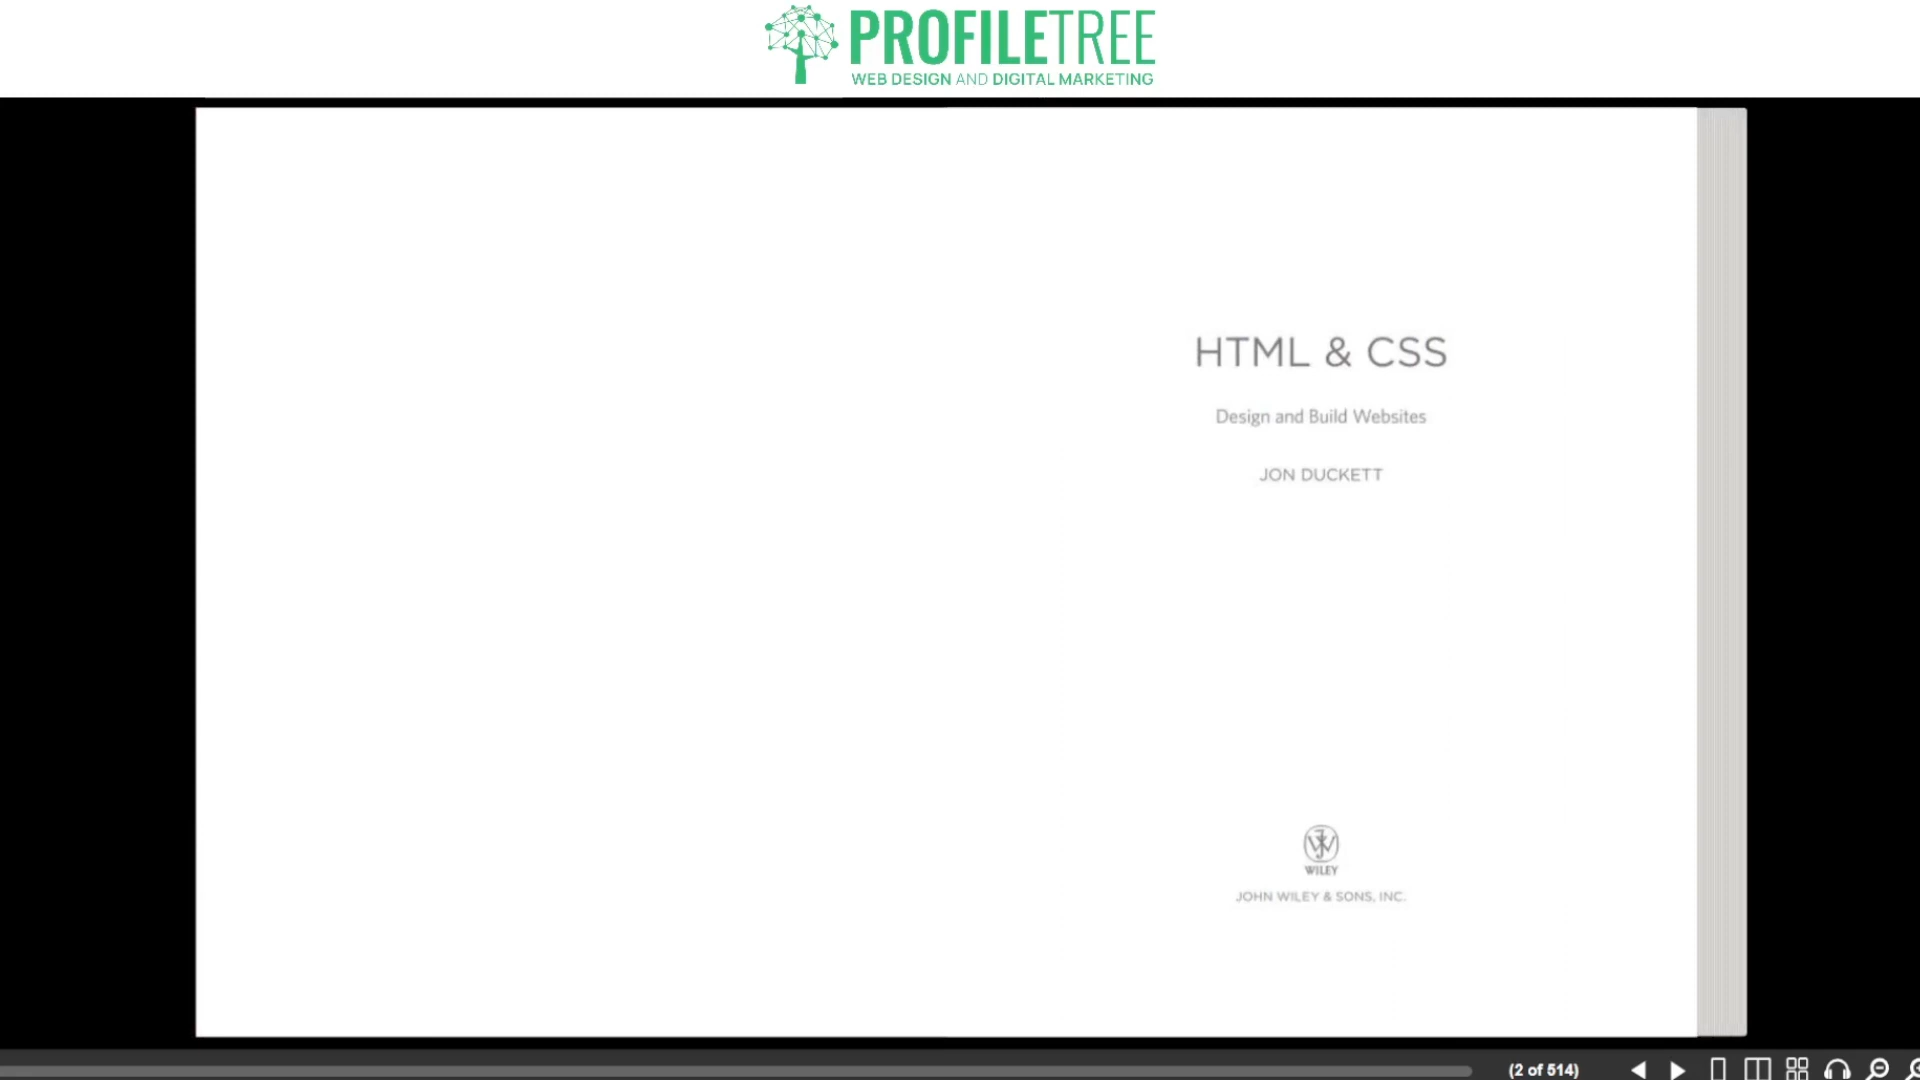 PROFILETREE
WEB DESIGN AND DIGITAL MARKETING
HTML & CSS
Design and Build Websites
JON DUCKETT
WILEY
JOHN WILEY & SONS, INC.
(2 of 514)